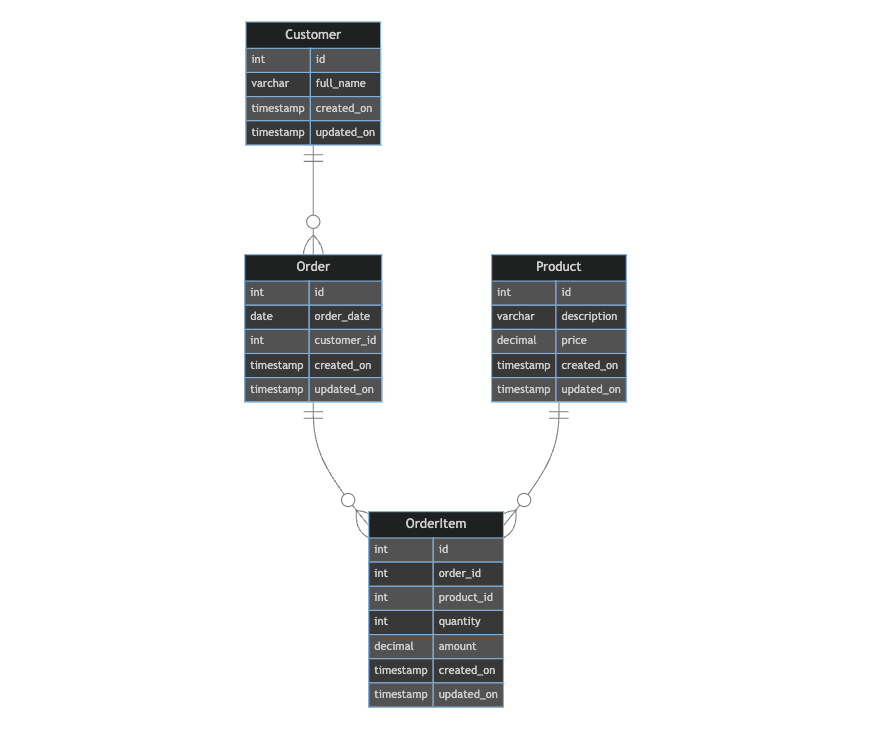 Customer
int id
varchar full_name
timestamp created_on
timestamp updated_on
Order
int id
date order_date
int customer_id
timestamp created_on
timestamp updated_on
Product
int id
varchar description
decimal price
timestamp created_on
timestamp updated_on
OrderItem
int id
int order_id
int product_id
int quantity
decimal amount
timestamp created_on
timestamp updated_on